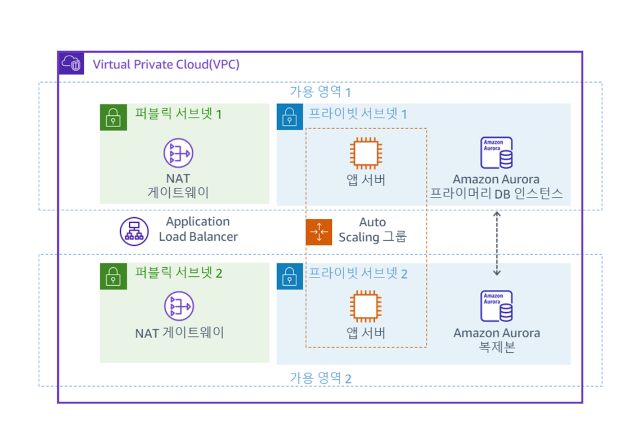 Virtual Private Cloud(VPC)
가용 영역 1
퍼블릭 서브넷 1
프라이빗 서브넷 1
NAT
게이트웨이
앱 서버
Amazon
Aurora
Amazon Aurora
프라이머리 DB 인스턴스
Application
Load Balancer
Auto
Scaling 그룹
퍼블릭 서브넷 2
프라이빗 서브넷 2
NAT 게이트웨이
앱 서버
Amazon
Aurora
Amazon Aurora
복제본
가용 영역 2